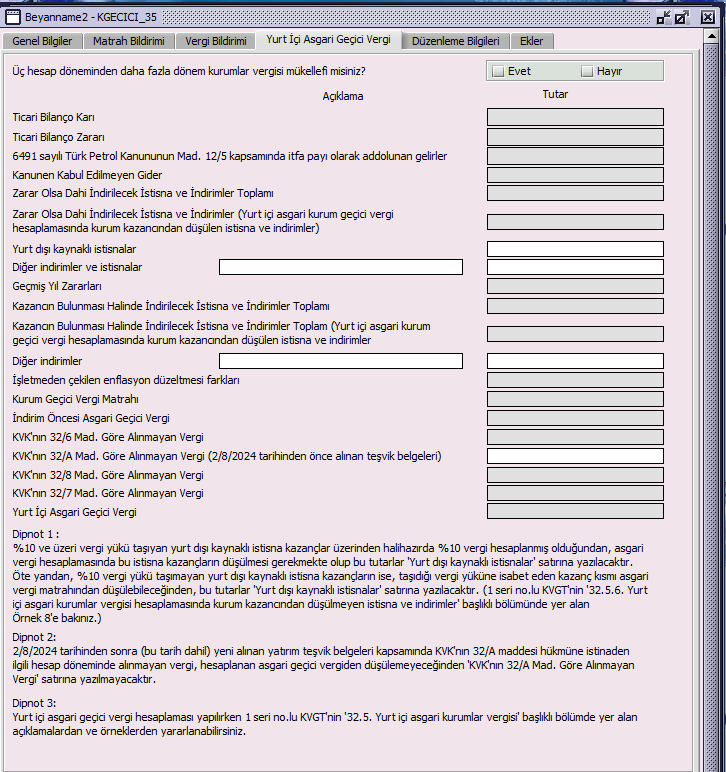 Beyanname2 - KGECICI_35
Genel Bilgiler Matrah Bildirimi Vergi Bildirimi Yurt İçi Asgari Geçici Vergi Düzenleme Bilgileri Ekler
Üç hesap döneminden daha fazla dönem kurumlar vergisi mükellefi misiniz? Evet Hayır
Açıklama Tutar
Ticari Bilanço Karı
Ticari Bilanço Zararı
6491 sayılı Türk Petrol Kanununun Mad. 12/5 kapsamında itfa payı olarak addolunan gelirler
Kanunen Kabul Edilmeyen Gider
Zarar Olsa Dahi İndirilecek İstisna ve İndirimler Toplamı
Zarar Olsa Dahi İndirilecek İstisna ve İndirimler (Yurt içi asgari kurum geçici vergi
hesaplamasında kurum kazancından düşülen istisna ve indirimler)
Yurt dışı kaynaklı istisnalar
Diğer indirimler ve istisnalar
Geçmiş Yıl Zararları
Kazancın Bulunması Halinde İndirilecek İstisna ve İndirimler Toplamı
Kazancın Bulunması Halinde İndirilecek İstisna ve İndirimler Toplam (Yurt içi asgari kurum
geçici vergi hesaplamasında kurum kazancından düşülen istisna ve indirimler
Diğer indirimler
İşletmeden çekilen enflasyon düzeltmesi farkları
Kurum Geçici Vergi Matrahı
İndirim Öncesi Asgari Geçici Vergi
KVK'nın 32/6 Mad. Göre Alınmayan Vergi
KVK'nın 32/A Mad. Göre Alınmayan Vergi (2/8/2024 tarihinden önce alınan teşvik belgeleri)
KVK'nın 32/8 Mad. Göre Alınmayan Vergi
KVK'nın 32/7 Mad. Göre Alınmayan Vergi
Yurt İçi Asgari Geçici Vergi
Dipnot 1 :
%10 ve üzeri vergi yükü taşıyan yurt dışı kaynaklı istisna kazançlar üzerinden halihazırda %10 vergi hesaplanmış olduğundan, asgari
vergi hesaplamasında bu istisna kazançların düşülmesi gerekmekte olup bu tutarlar 'Yurt dışı kaynaklı istisnalar' satırına yazılacaktır.
Öte yandan, %10 vergi yükü taşımayan yurt dışı kaynaklı istisna kazançların ise, taşıdığı vergi yüküne isabet eden kazanç kısmı asgari
vergi matrahından düşülebileceğinden, bu tutarlar 'Yurt dışı kaynaklı istisnalar' satırına yazılacaktır. (1 seri no.lu KVGT'nin '32.5.6. Yurt
içi asgari kurumlar vergisi hesaplamasında kurum kazancından düşülmeyen istisna ve indirimler' başlıklı bölümünde yer alan
Örnek 8'e bakınız.)
Dipnot 2:
2/8/2024 tarihinden sonra (bu tarih dahil) yeni alınan yatırım teşvik belgeleri kapsamında KVK'nın 32/A maddesi hükmüne istinaden
ilgili hesap döneminde alınmayan vergi, hesaplanan asgari geçici vergiden düşülemeyeceğinden 'KVK'nın 32/A Mad. Göre Alınmayan
Vergi' satırına yazılmayacaktır.
Dipnot 3:
Yurt içi asgari geçici vergi hesaplaması yapılırken 1 seri no.lu KVGT'nin '32.5. Yurt içi asgari kurumlar vergisi' başlıklı bölümde yer alan
açıklamalardan ve örneklerden yararlanabilirsiniz.